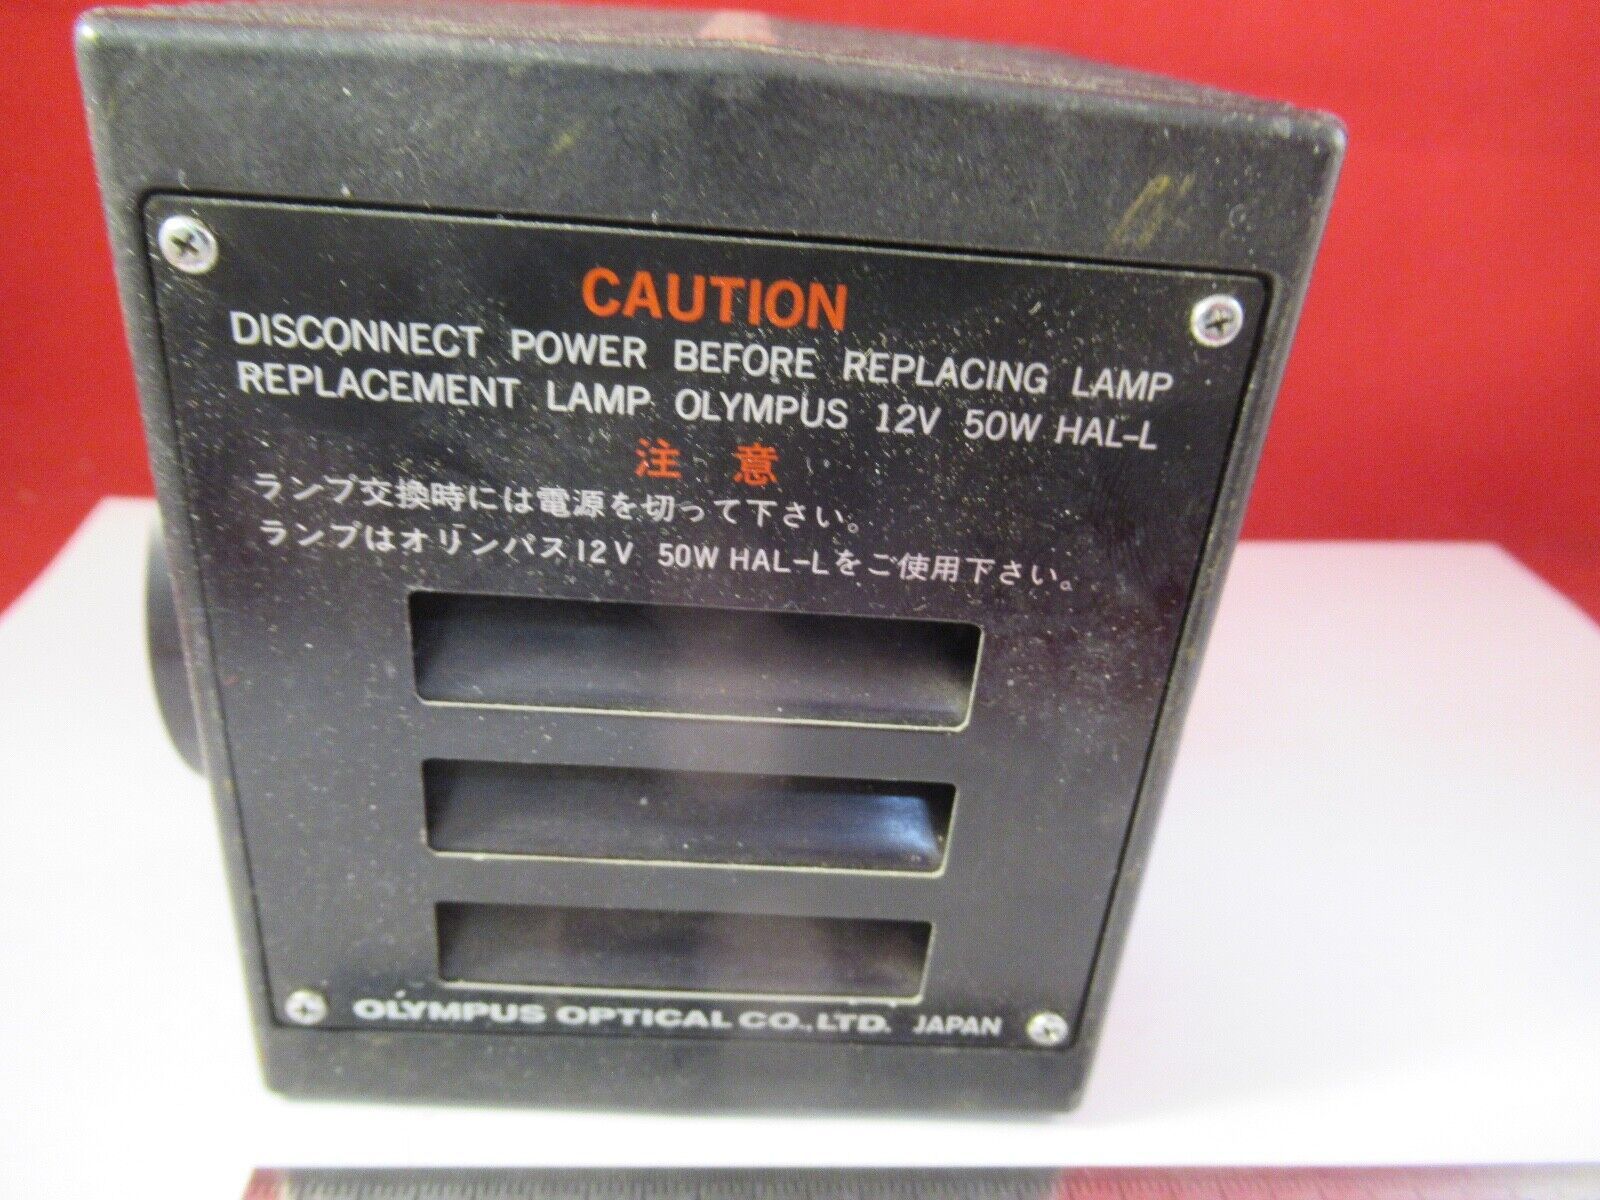 CAUTION
DISCONNECT POWER BEFORE REPLACING LAMP
REPLACEMENT LAMP OLYMPUS 12V 50W HAL-L
注 意
ランプ交換時には電源を切って下さい。
ランプはオリンパス12V 50W HAL-Lをご使用下さい。
OLYMPUS OPTICAL CO., LTD. JAPAN